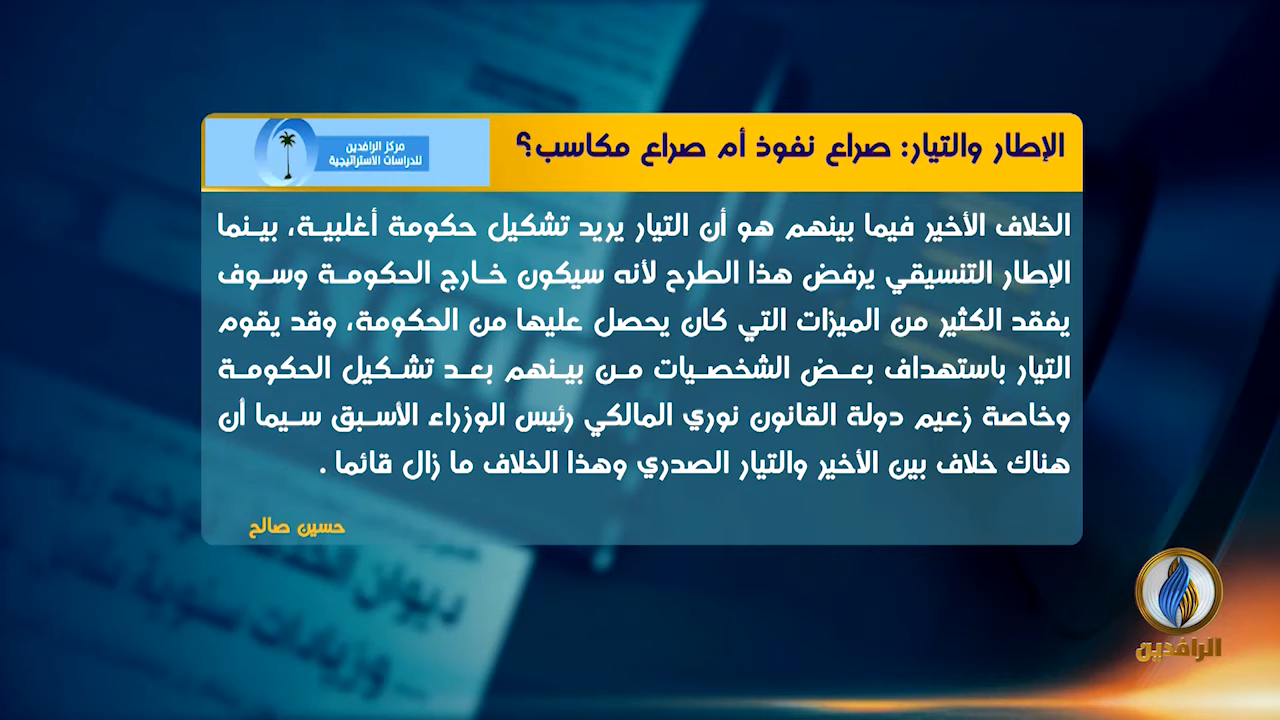 الإطار والتيار: صراع نفوذ أم صراع مكاسب؟
مركز الرافدين
للدراسات الاستراتيجية
الخلاف الأخير فيما بينهم هو أن التيار يريد تشكيل حكومة أغلبية، بينما
الإطار التنسيقي يرفض هذا الطرح لأنه سيكون خارج الحكومة وسوف
يفقد الكثير من الميزات التي كان يحصل عليها من الحكومة، وقد يقوم
التيار باستهداف بعض الشخصيات من بينهم بعد تشكيل الحكومة
وخاصة زعيم دولة القانون نوري المالكي رئيس الوزراء الأسبق سيما أن
هناك خلاف بين الأخير والتيار الصدري وهذا الخلاف ما زال قائما .
حسين صالح
ديوان
وزيادات سنوية
الرافدين